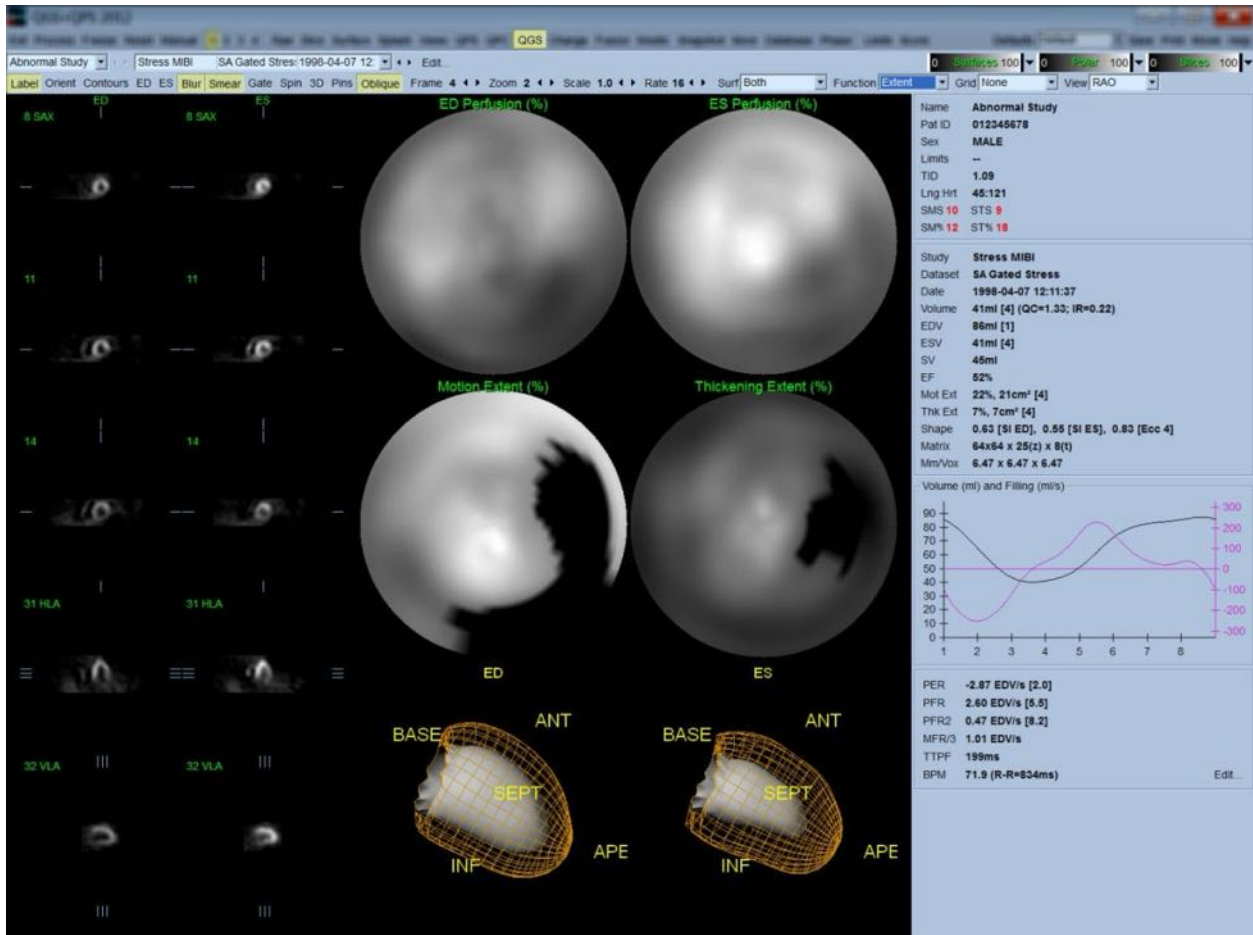 QGS+QPS 2012
QGS
Abnormal Study Stress MIBI SA Gated Stres: 1998-04-07 12: Edit...
0 Surfaces 100 0 Polar 100 0 Slices 100
Label Orient Contours ED ES Blur Smear Gate Spin 3D Pins Oblique Frame 4 Zoom 2 Scale 1.0 Rate 16 Surf Both Function Extent Grid None View RAO
ED ES
8 SAX 8 SAX
11 11
14 14
31 HLA 31 HLA
32 VLA 32 VLA
ED Perfusion (%) ES Perfusion (%)
Motion Extent (%) Thickening Extent (%)
ED ES
BASE ANT BASE ANT
SEPT SEPT
INF APE INF APE
Name Abnormal Study
Pat ID 012345678
Sex MALE
Limits --
TID 1.09
Lng Hrt 45:121
SMS 10 STS 9
SM% 12 ST% 18
Study Stress MIBI
Dataset SA Gated Stress
Date 1998-04-07 12:11:37
Volume 41ml [4] (QC=1.33; IR=0.22)
EDV 86ml [1]
ESV 41ml [4]
SV 45ml
EF 52%
Mot Ext 22%, 21cm² [4]
Thk Ext 7%, 7cm² [4]
Shape 0.63 [SI ED], 0.55 [SI ES], 0.83 [Ecc 4]
Matrix 64x64 x 25(z) x 8(t)
Mm/Vox 6.47 x 6.47 x 6.47
Volume (ml) and Filling (ml/s)
90 300
80 200
70
60 100
50 0
40
30 -100
20 -200
10
0 -300
1 2 3 4 5 6 7 8
PER -2.87 EDV/s [2.0]
PFR 2.60 EDV/s [5.5]
PFR2 0.47 EDV/s [8.2]
MFR/3 1.01 EDV/s
TTPF 199ms
BPM 71.9 (R-R=834ms) Edit...